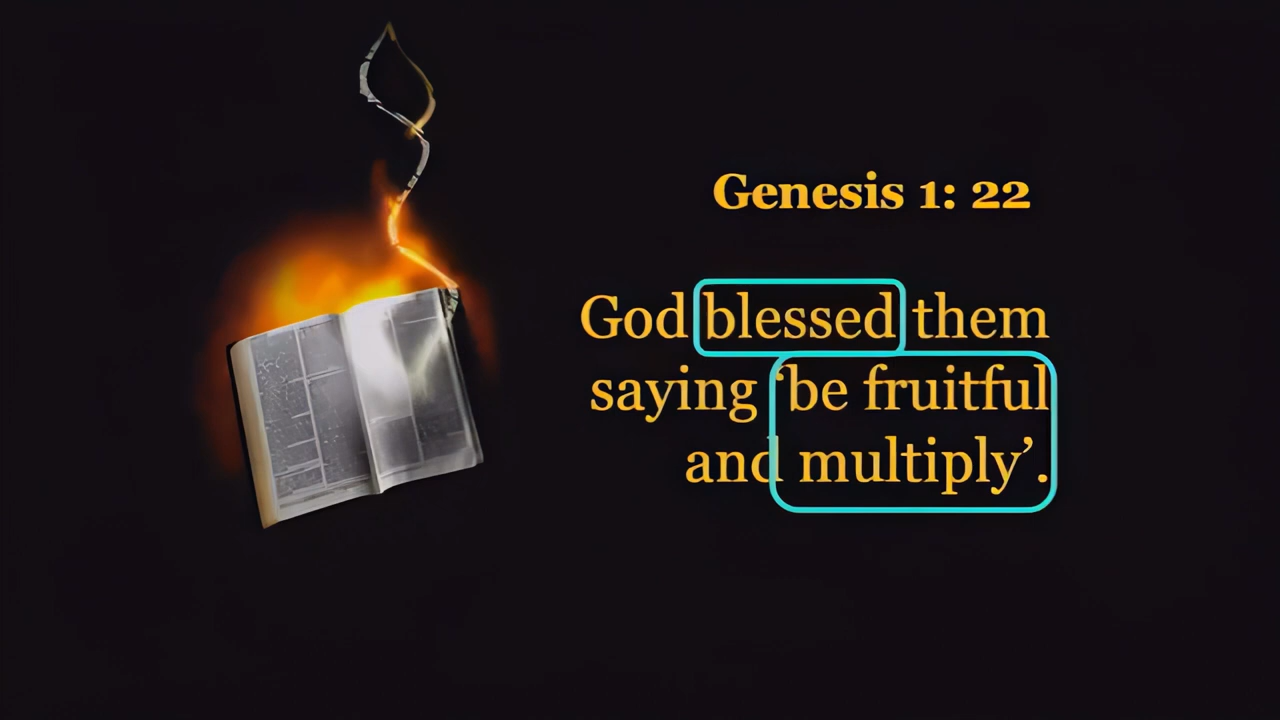 Genesis 1: 22
God blessed them
saying ‘be fruitful
and multiply’.